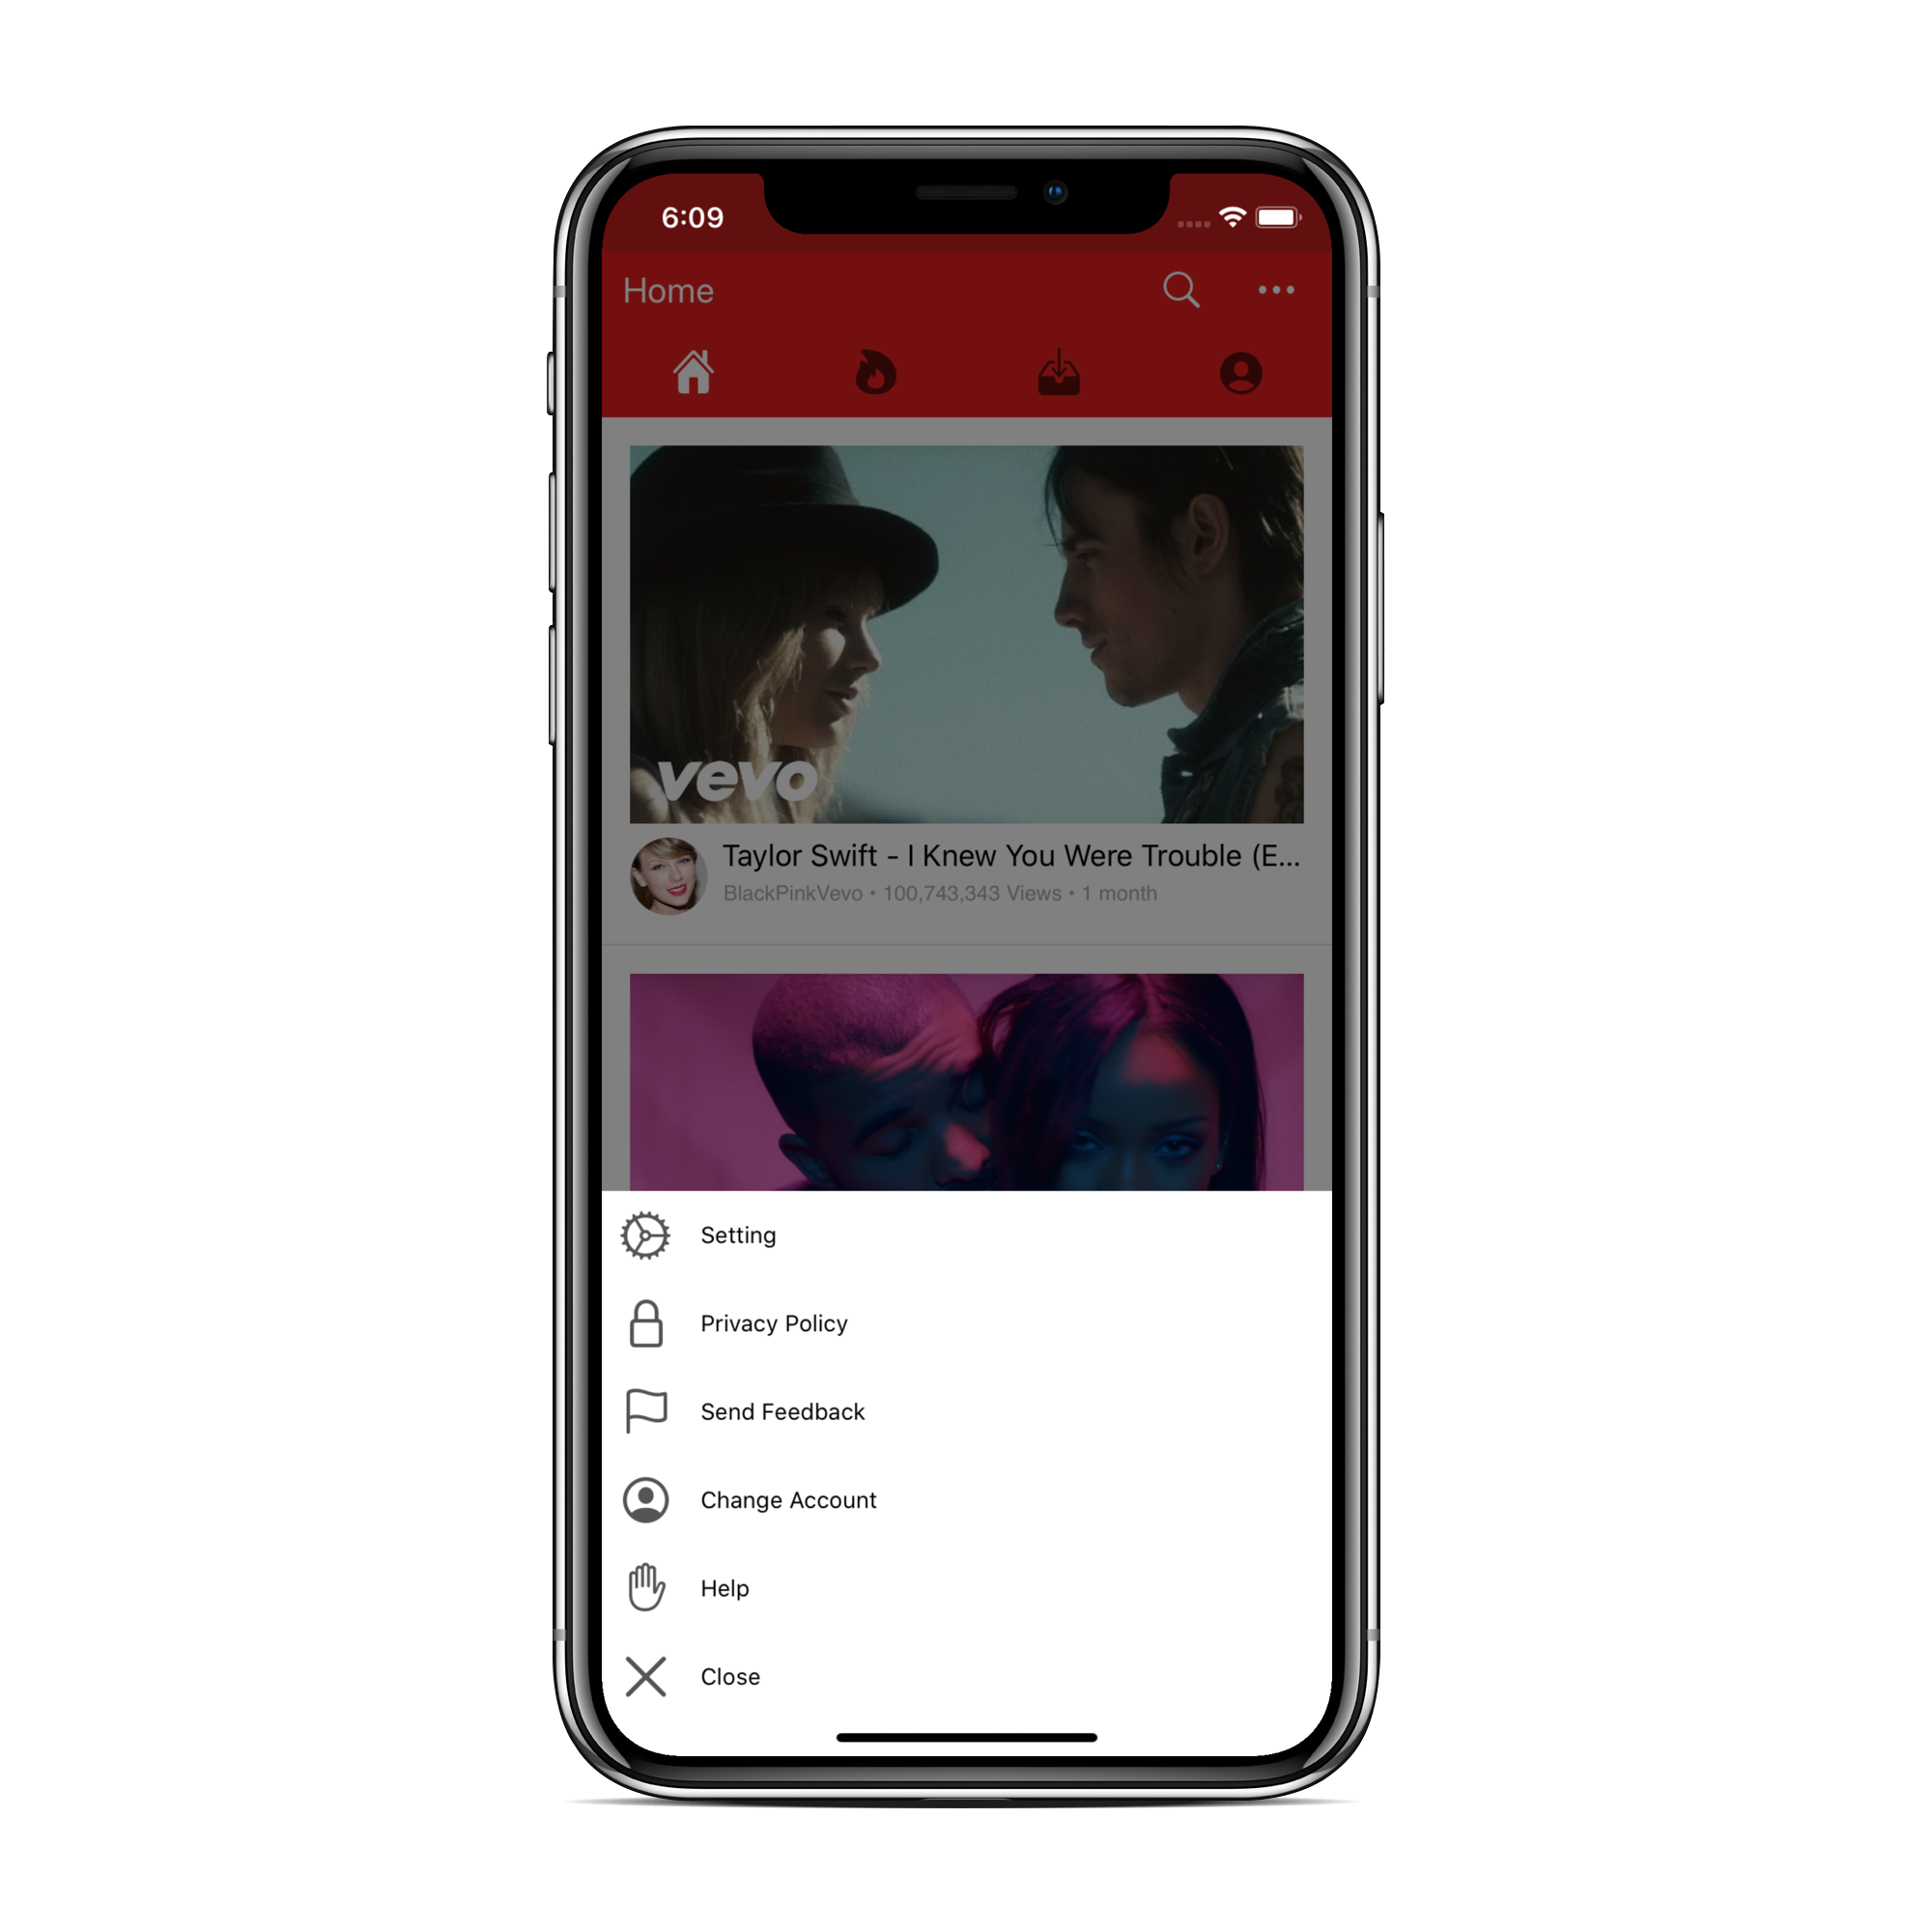 6:09
Home
vevo
Taylor Swift - I Knew You Were Trouble (E...
BlackPinkVevo • 100,743,343 Views • 1 month
Setting
Privacy Policy
Send Feedback
Change Account
Help
Close